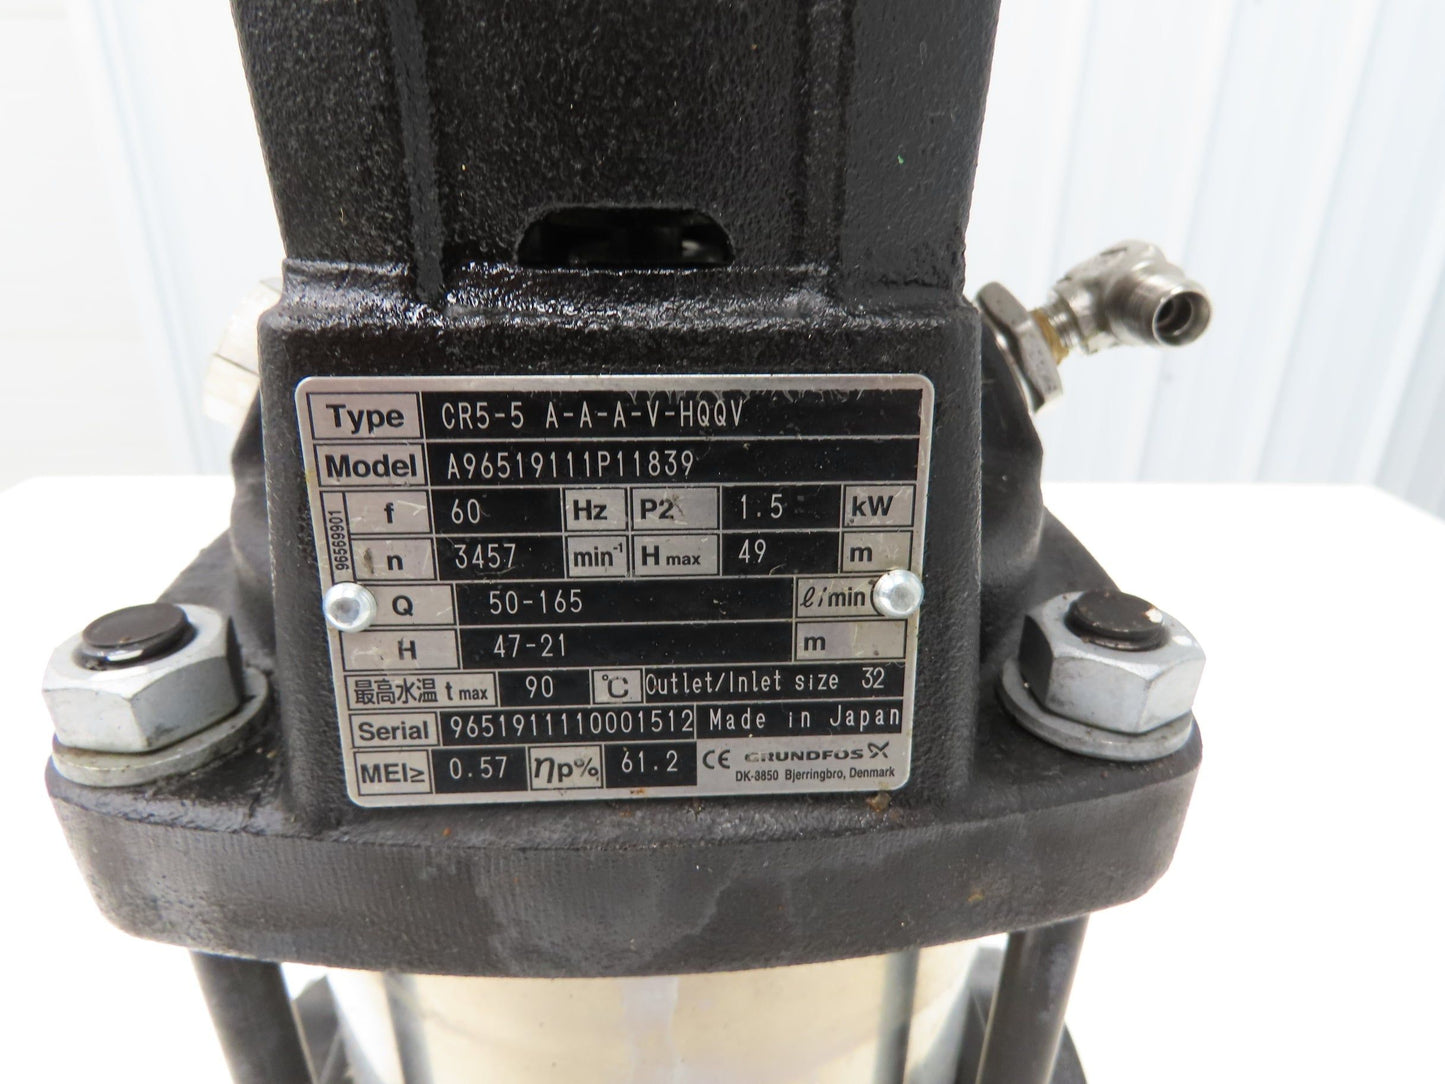 Type CR5-5 A-A-A-V-HQQV
Model A96519111P11839
96569901
f 60 Hz P2 1.5 kW
n 3457 min⁻¹ H max 49 m
Q 50-165 ℓ/min
H 47-21 m
最高水温 t max 90 ℃ Outlet/Inlet size 32
Serial 9651911110001512 Made in Japan
MEI≥ 0.57 ηp% 61.2 CE GRUNDFOS X
DK-8850 Bjerringbro, Denmark